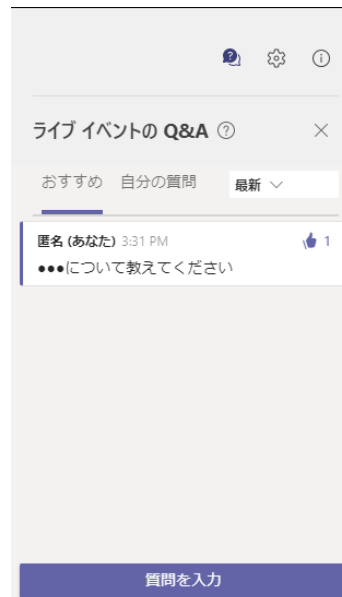 ライブ イベントの Q&A
おすすめ 自分の質問 最新
匿名 (あなた) 3:31 PM 1
●●●について教えてください
質問を入力